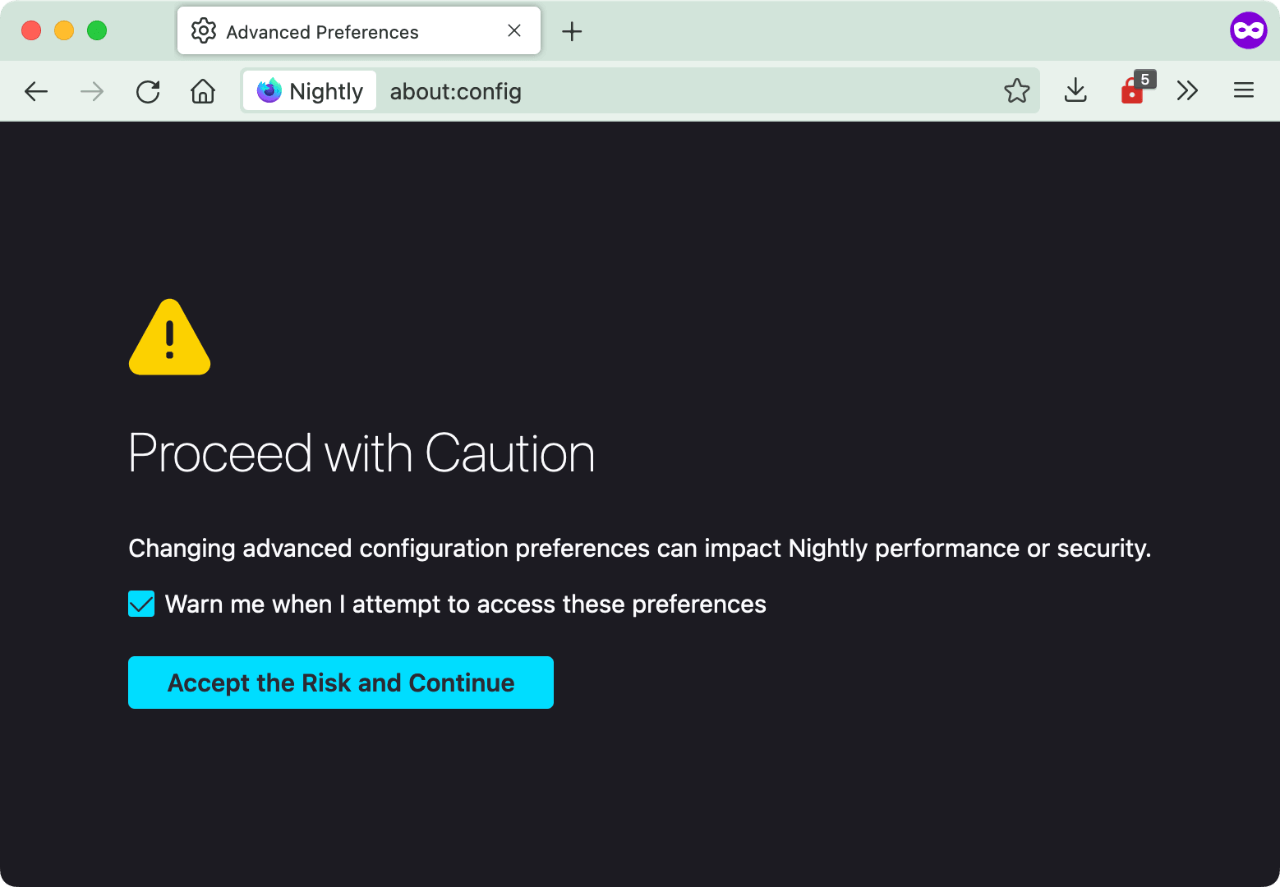 Advanced Preferences
Nightly about:config
5
Proceed with Caution
Changing advanced configuration preferences can impact Nightly performance or security.
Warn me when I attempt to access these preferences
Accept the Risk and Continue